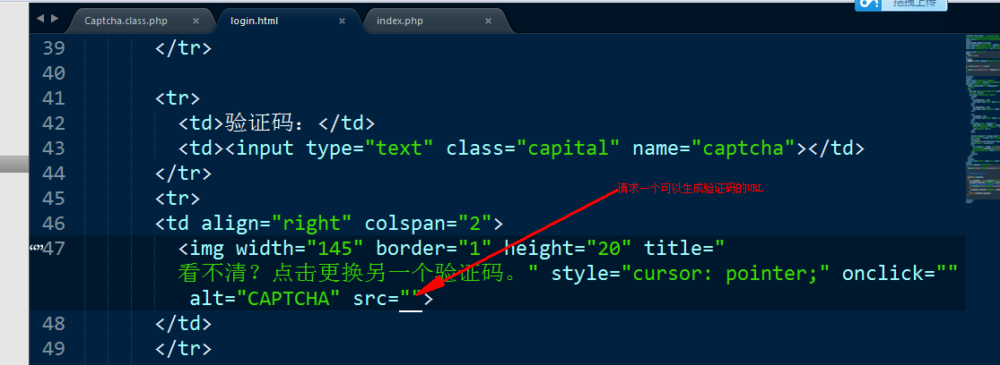 拖拽上传
Captcha.class.php × login.html × index.php ×
39 </tr>
40
41 <tr>
42 <td>验证码：</td>
43 <td><input type="text" class="capital" name="captcha"></td>
44 </tr>
请求一个可以生成验证码的URL
45 <tr>
46 <td align="right" colspan="2">
47 <img width="145" border="1" height="20" title="
看不清？点击更换另一个验证码。" style="cursor: pointer;" onclick=""
alt="CAPTCHA" src="">
48 </td>
49 </tr>